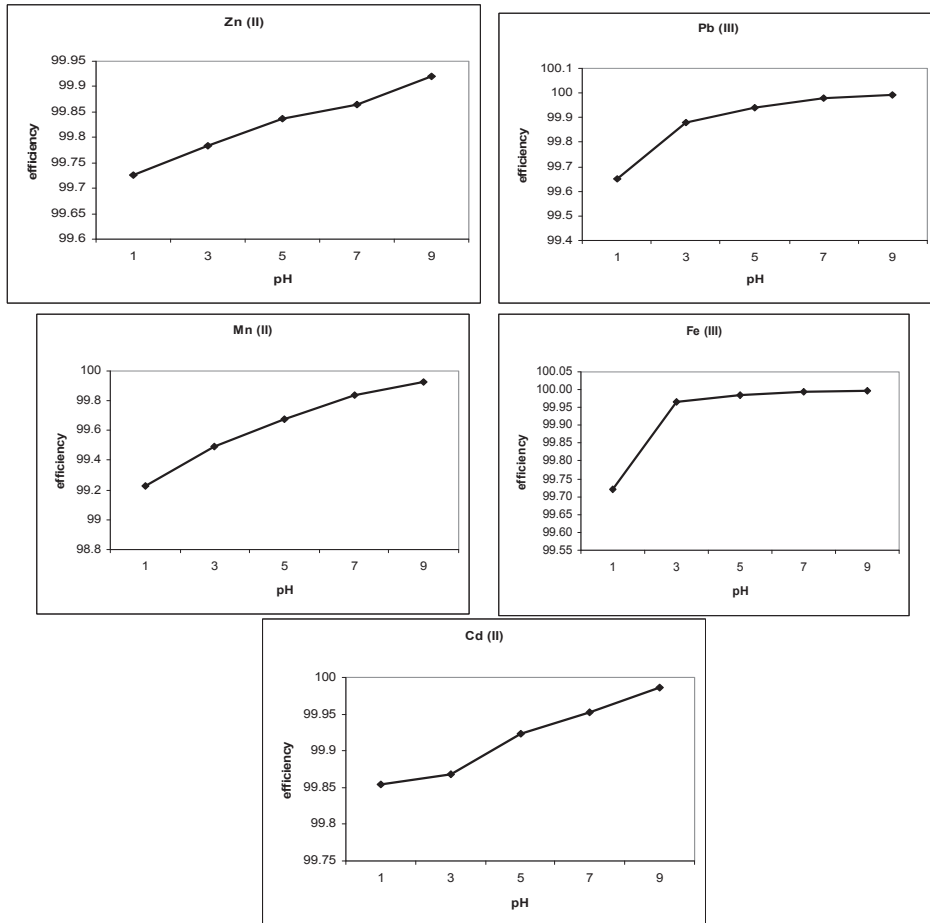 Zn (II)
99.95
99.9
99.85
99.8
99.75
99.7
99.65
99.6
efficiency
1 3 5 7 9
pH
Pb (III)
100.1
100
99.9
99.8
99.7
99.6
99.5
99.4
efficiency
1 3 5 7 9
pH
Mn (II)
100
99.8
99.6
99.4
99.2
99
98.8
efficiency
1 3 5 7 9
pH
Fe (III)
100.05
100.00
99.95
99.90
99.85
99.80
99.75
99.70
99.65
99.60
99.55
efficiency
1 3 5 7 9
pH
Cd (II)
100
99.95
99.9
99.85
99.8
99.75
efficiency
1 3 5 7 9
pH